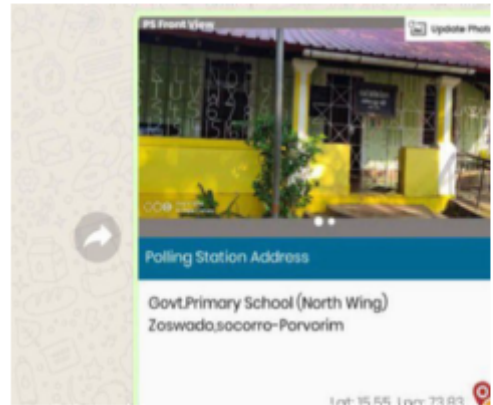 PS Front View
Update Photo
Polling Station Address
Govt.Primary School (North Wing)
Zoswado,socorro-Porvorim
Lat: 15.55 Log: 73.83